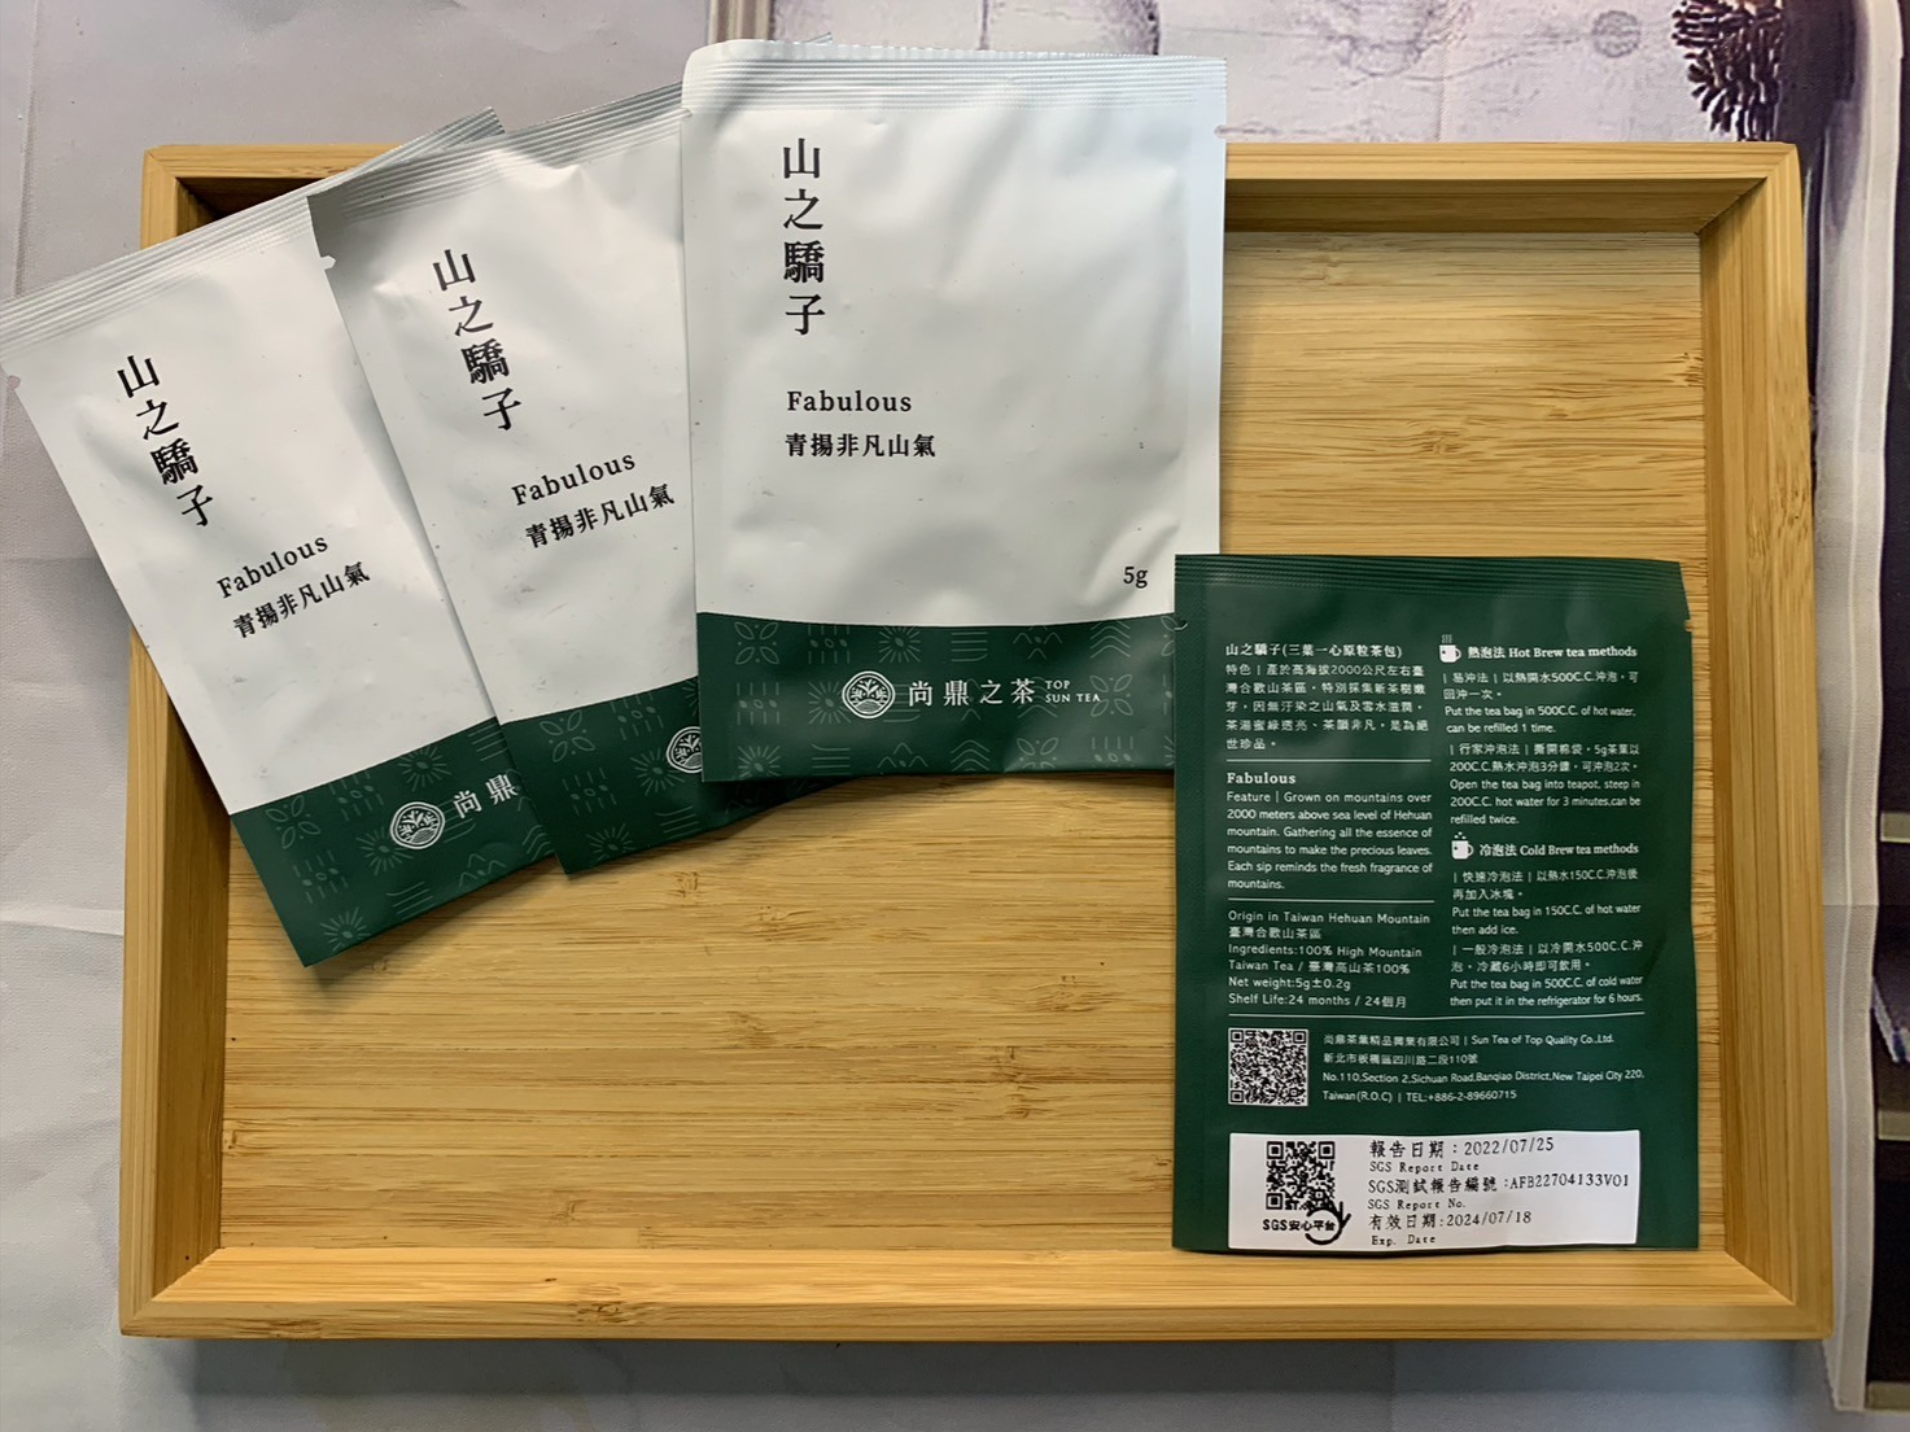 山之驕子
Fabulous
青揚非凡山氣
尚鼎
山之驕子
Fabulous
青揚非凡山氣
山之驕子
Fabulous
青揚非凡山氣
5g
尚鼎之茶 TOP
SUN TEA
山之驕子(三葉一心原粒茶包)
特色 | 產於高海拔2000公尺左右臺
灣合歡山茶區，特別採集新茶樹嫩
芽，因無汙染之山氣及雪水滋潤，
茶湯蜜綠透亮、茶韻非凡，是為絕
世珍品。
Fabulous
Feature | Grown on mountains over
2000 meters above sea level of Hehuan
mountain. Gathering all the essence of
mountains to make the precious leaves.
Each sip reminds the fresh fragrance of
mountains.
Origin in Taiwan Hehuan Mountain
臺灣合歡山茶區
Ingredients:100% High Mountain
Taiwan Tea / 臺灣高山茶100%
Net weight:5g±0.2g
Shelf Life:24 months / 24個月
熱泡法 Hot Brew tea methods
| 易沖法 | 以熱開水500C.C.沖泡，可
回沖一次。
Put the tea bag in 500C.C. of hot water,
can be refilled 1 time.
| 行家沖泡法 | 撕開棉袋，5g茶葉以
200C.C.熱水沖泡3分鐘，可沖泡2次。
Open the tea bag into teapot, steep in
200C.C. hot water for 3 minutes,can be
refilled twice.
冷泡法 Cold Brew tea methods
| 快速冷泡法 | 以熱水150C.C.沖泡後
再加入冰塊。
Put the tea bag in 150C.C. of hot water
then add ice.
| 一般冷泡法 | 以冷開水500C.C.沖
泡，冷藏6小時即可飲用。
Put the tea bag in 500C.C. of cold water
then put it in the refrigerator for 6 hours.
尚鼎茶葉精品興業有限公司 | Sun Tea of Top Quality Co.,Ltd.
新北市板橋區四川路二段110號
No.110,Section 2,Sichuan Road,Banqiao District,New Taipei City 220,
Taiwan(R.O.C) | TEL:+886-2-89660715
SGS安心平台
報告日期：2022/07/25
SGS Report Date
SGS測試報告編號:AFB22704133V01
SGS Report No.
有效日期:2024/07/18
Exp. Date